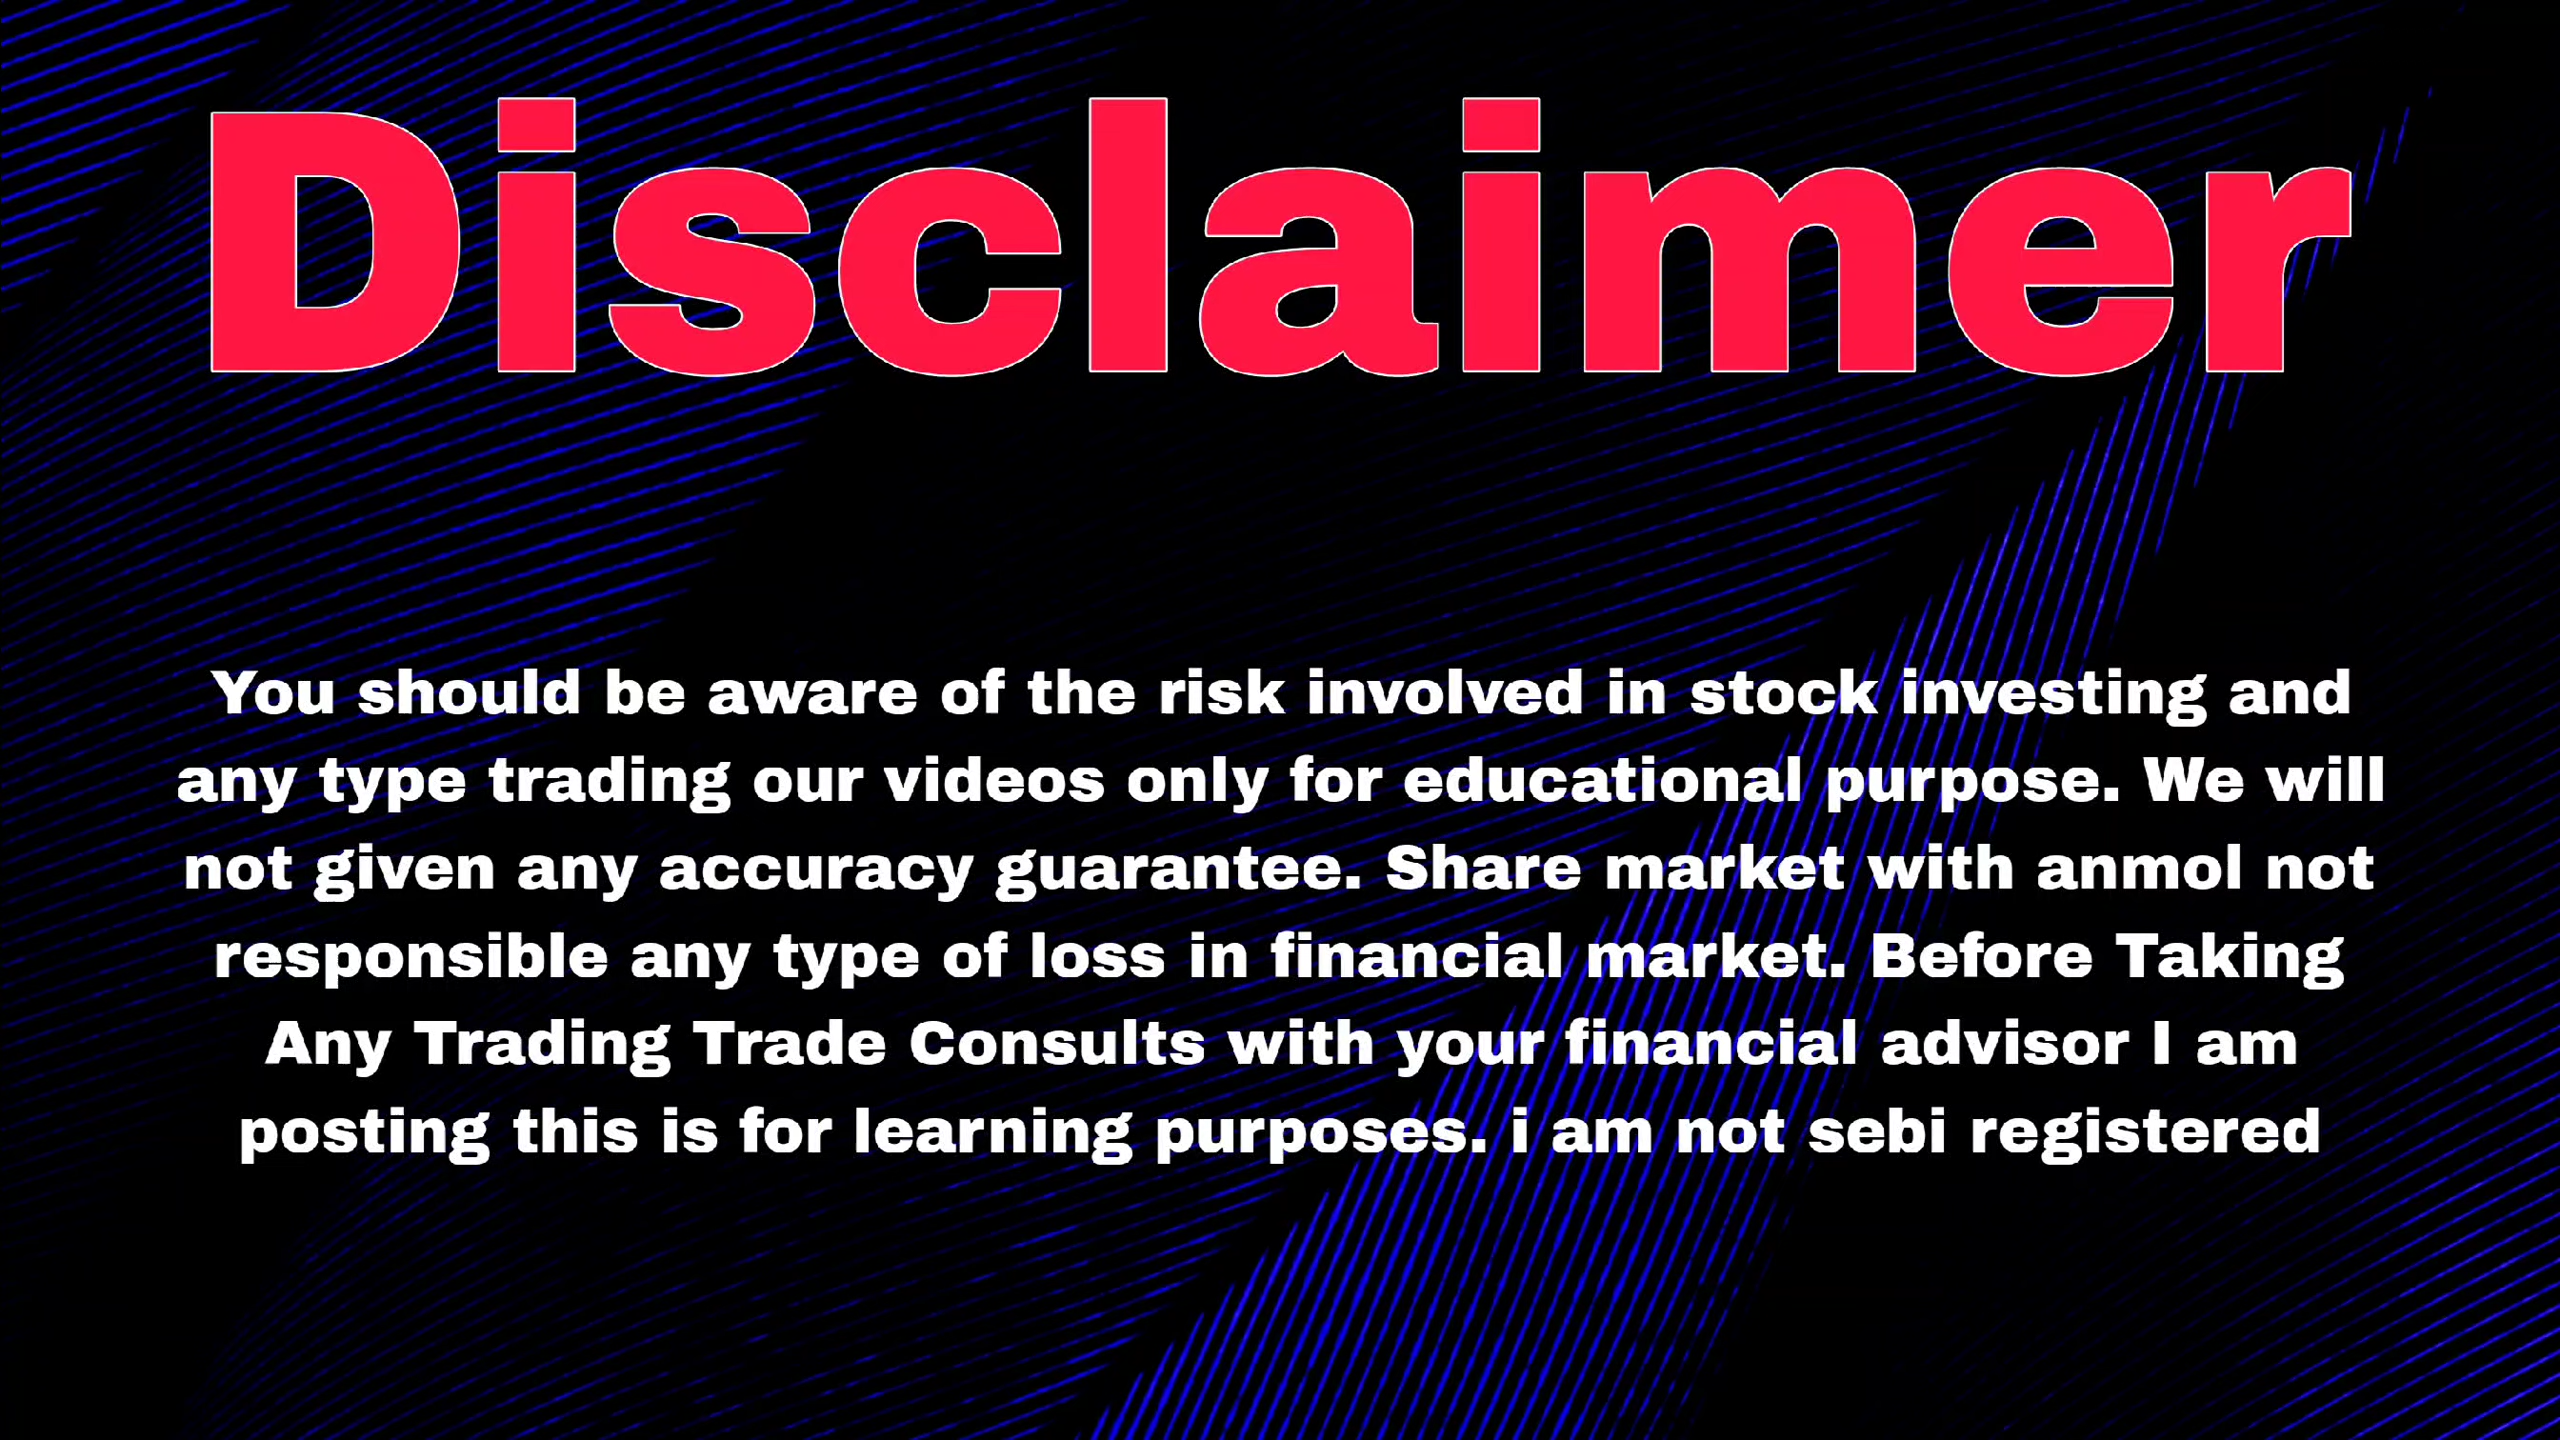 Disclaimer
You should be aware of the risk involved in stock investing and
any type trading our videos only for educational purpose. We will
not given any accuracy guarantee. Share market with anmol not
responsible any type of loss in financial market. Before Taking
Any Trading Trade Consults with your financial advisor I am
posting this is for learning purposes. i am not sebi registered